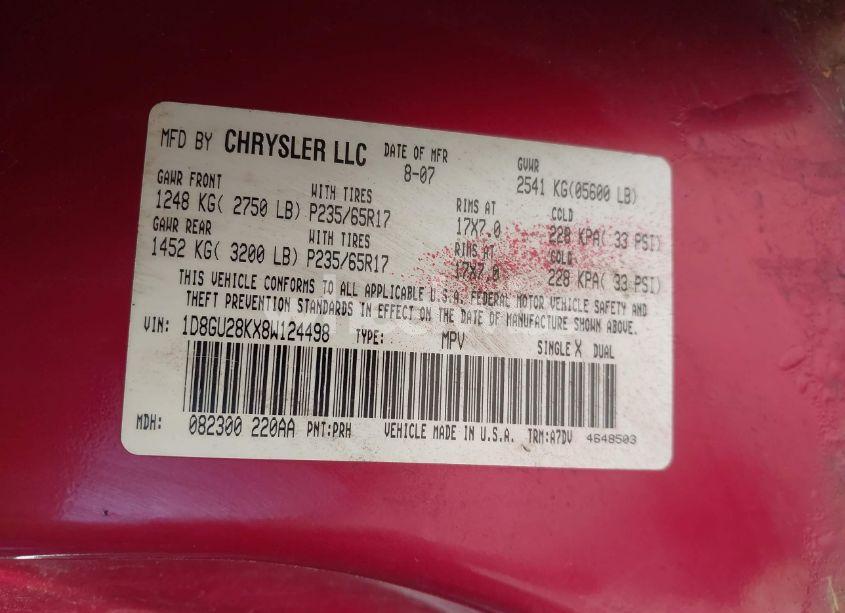 MFD BY CHRYSLER LLC DATE OF MFR 8-07 GVWR 2541 KG(05600 LB)
GAWR FRONT WITH TIRES RIMS AT COLD
1248 KG( 2750 LB) P235/65R17 17X7.0 228 KPA( 33 PSI)
GAWR REAR WITH TIRES RIMS AT COLD
1452 KG( 3200 LB) P235/65R17 17X7.0 228 KPA( 33 PSI)
THIS VEHICLE CONFORMS TO ALL APPLICABLE U.S.A. FEDERAL MOTOR VEHICLE SAFETY AND
THEFT PREVENTION STANDARDS IN EFFECT ON THE DATE OF MANUFACTURE SHOWN ABOVE.
VIN: 1D8GU28KX8W124498 TYPE: MPV SINGLE X DUAL
MDH: 082300 220AA PNT:PRH VEHICLE MADE IN U.S.A. TRM:A7DV 4648503